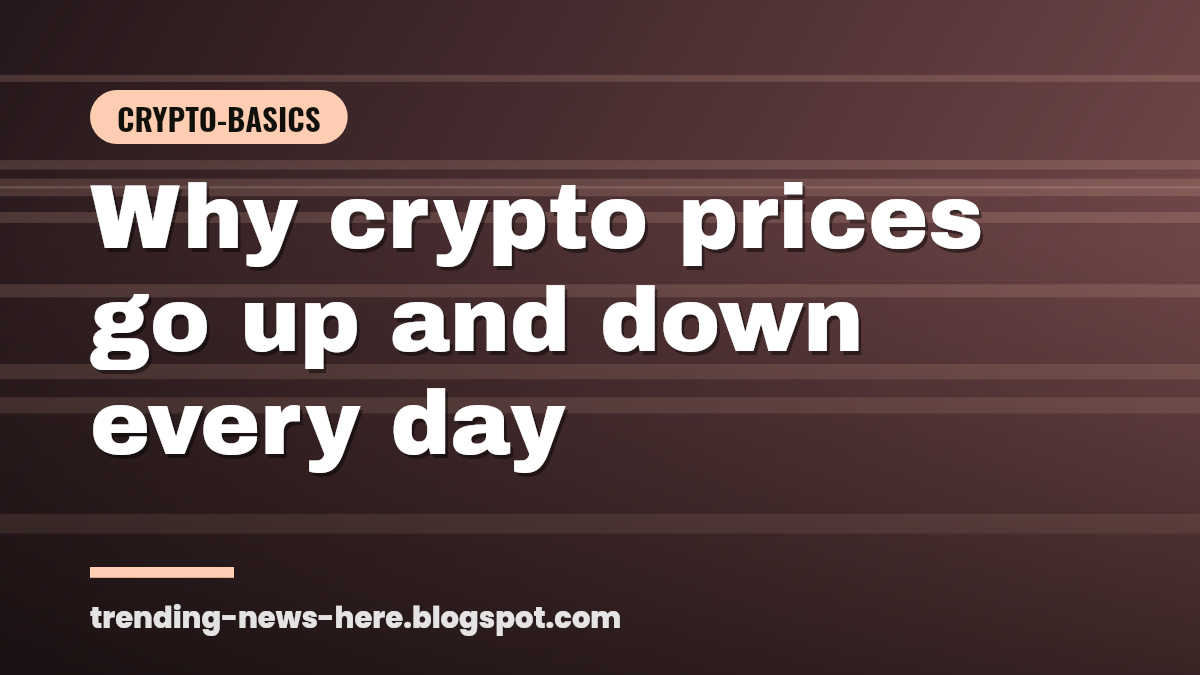 CRYPTO-BASICS
Why crypto prices
go up and down
every day
trending-news-here.blogspot.com